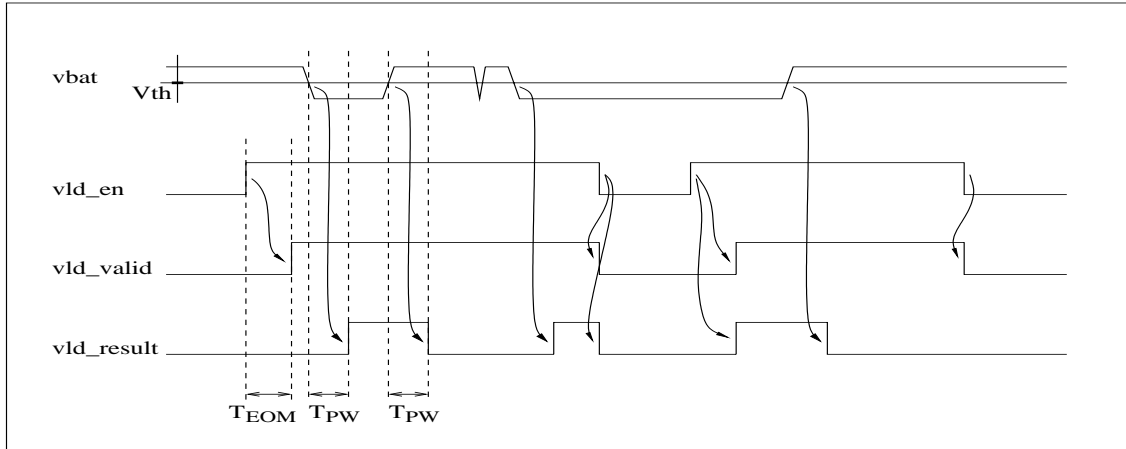 vbat
Vth
vld_en
vld_valid
vld_result
TEOM TPW TPW